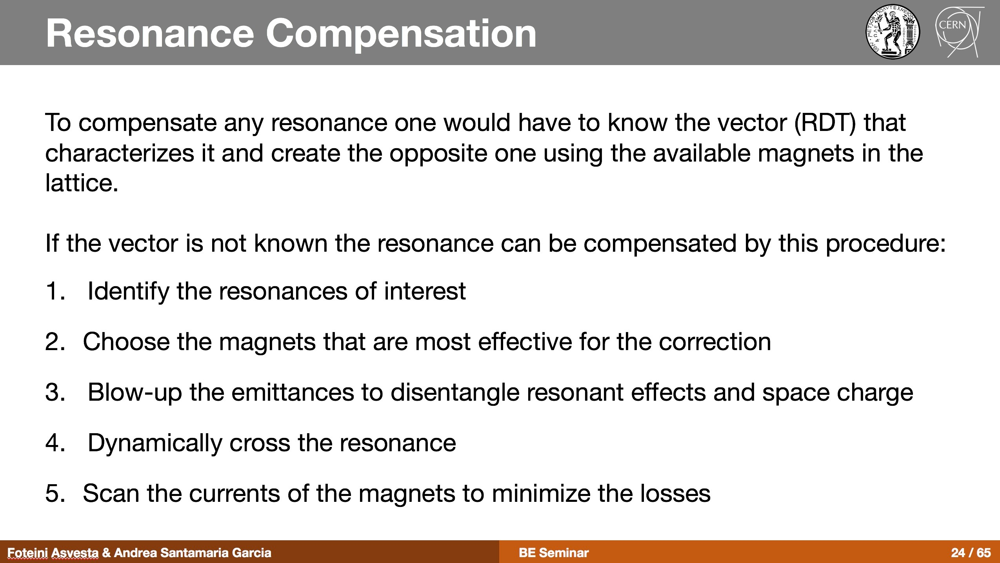 Resonance Compensation
CERN
To compensate any resonance one would have to know the vector (RDT) that
characterizes it and create the opposite one using the available magnets in the
lattice.
If the vector is not known the resonance can be compensated by this procedure:
1. Identify the resonances of interest
2. Choose the magnets that are most effective for the correction
3. Blow-up the emittances to disentangle resonant effects and space charge
4. Dynamically cross the resonance
5. Scan the currents of the magnets to minimize the losses
Foteini Asvesta & Andrea Santamaria Garcia
BE Seminar
24 / 65